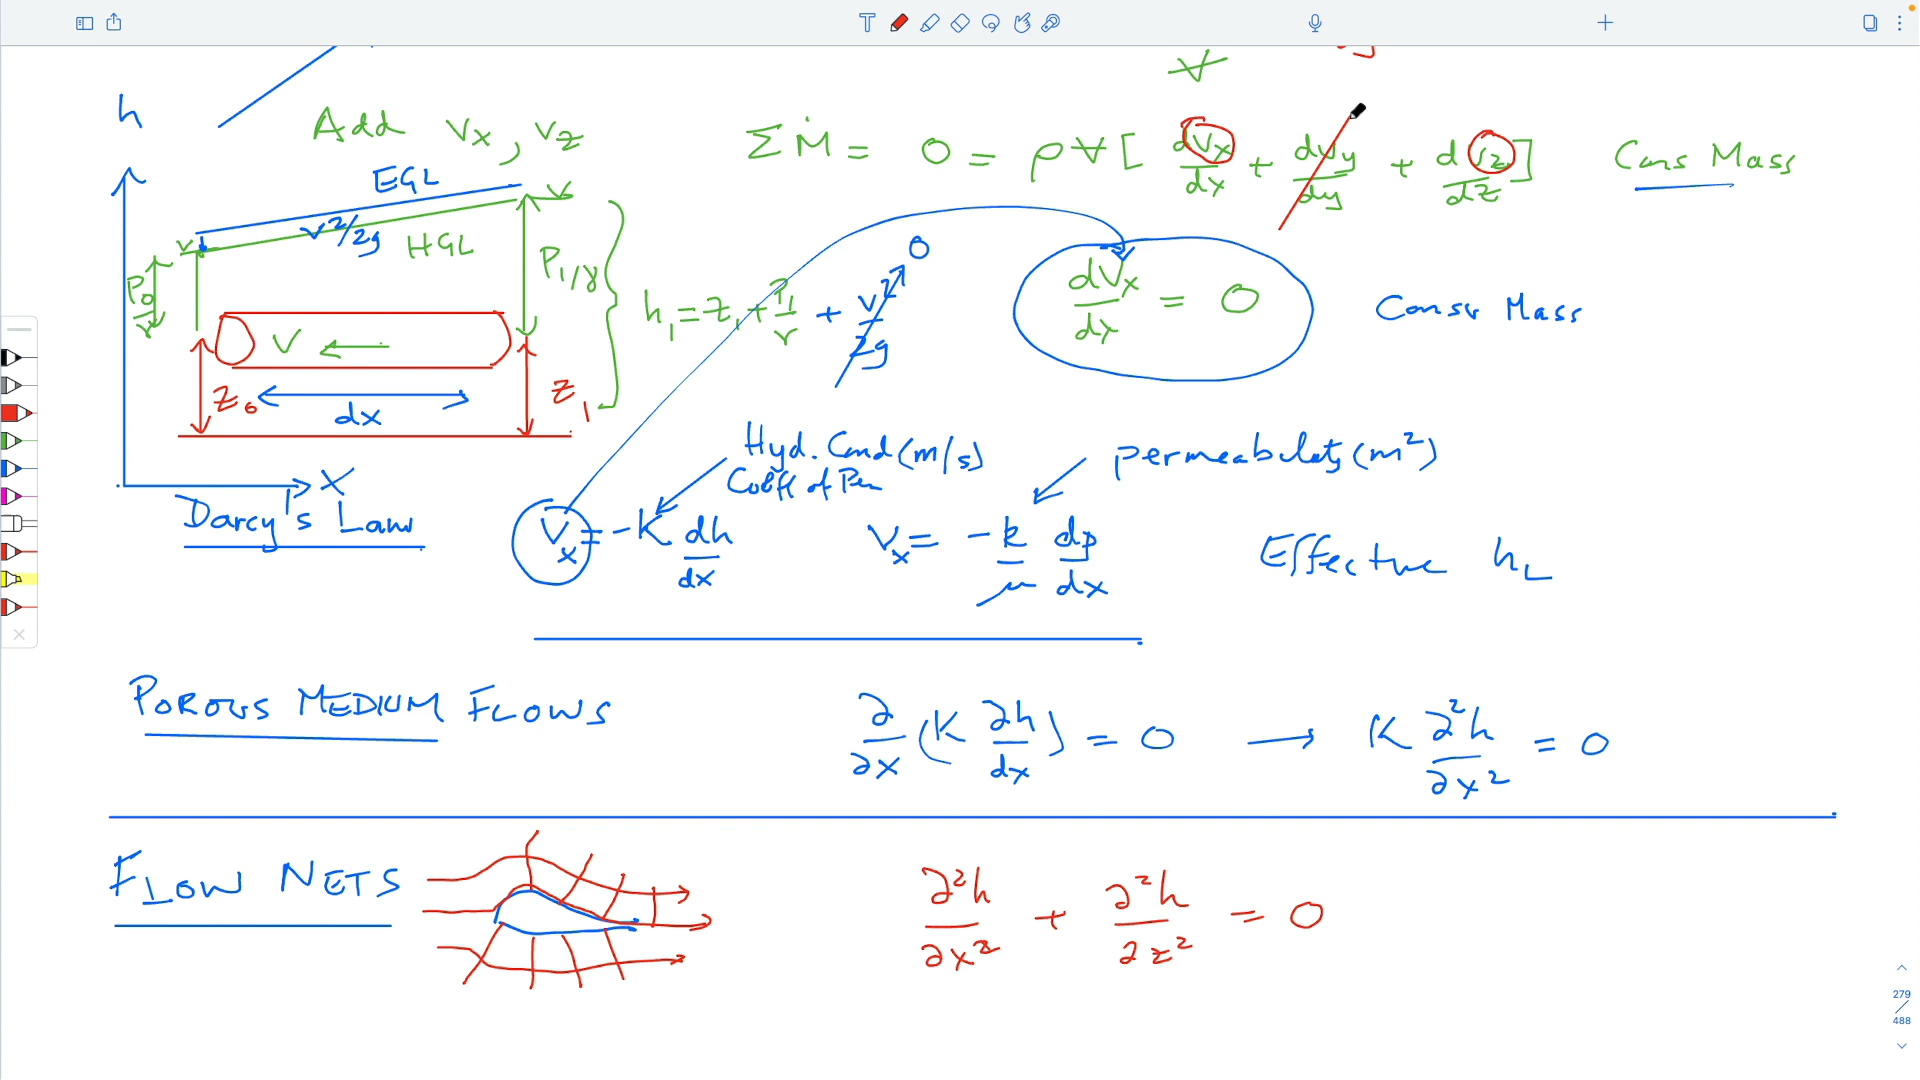 h
Add Vx, Vz
ΣṀ = 0 = ρ∀[ dVx/dx + dVy/dy + dVz/dz ] Cons Mass
∀
EGL
V²/2g
HGL
P₀/γ
P₁/γ
h₁ = z₁ + P₁/γ + V²/2g
0
dVx/dx = 0 Consv Mass
V
Z₀
dx
Z₁
X
Hyd. Cond (m/s)
Coeff of Per
permeability (m²)
Darcy's Law
Vx = -K dh/dx
Vx = -k/μ dp/dx
Effective hL
POROUS MEDIUM FLOWS
∂/∂x (K ∂h/dx) = 0 → K ∂²h/∂x² = 0
FLOW NETS
∂²h/∂x² + ∂²h/∂z² = 0
279
488